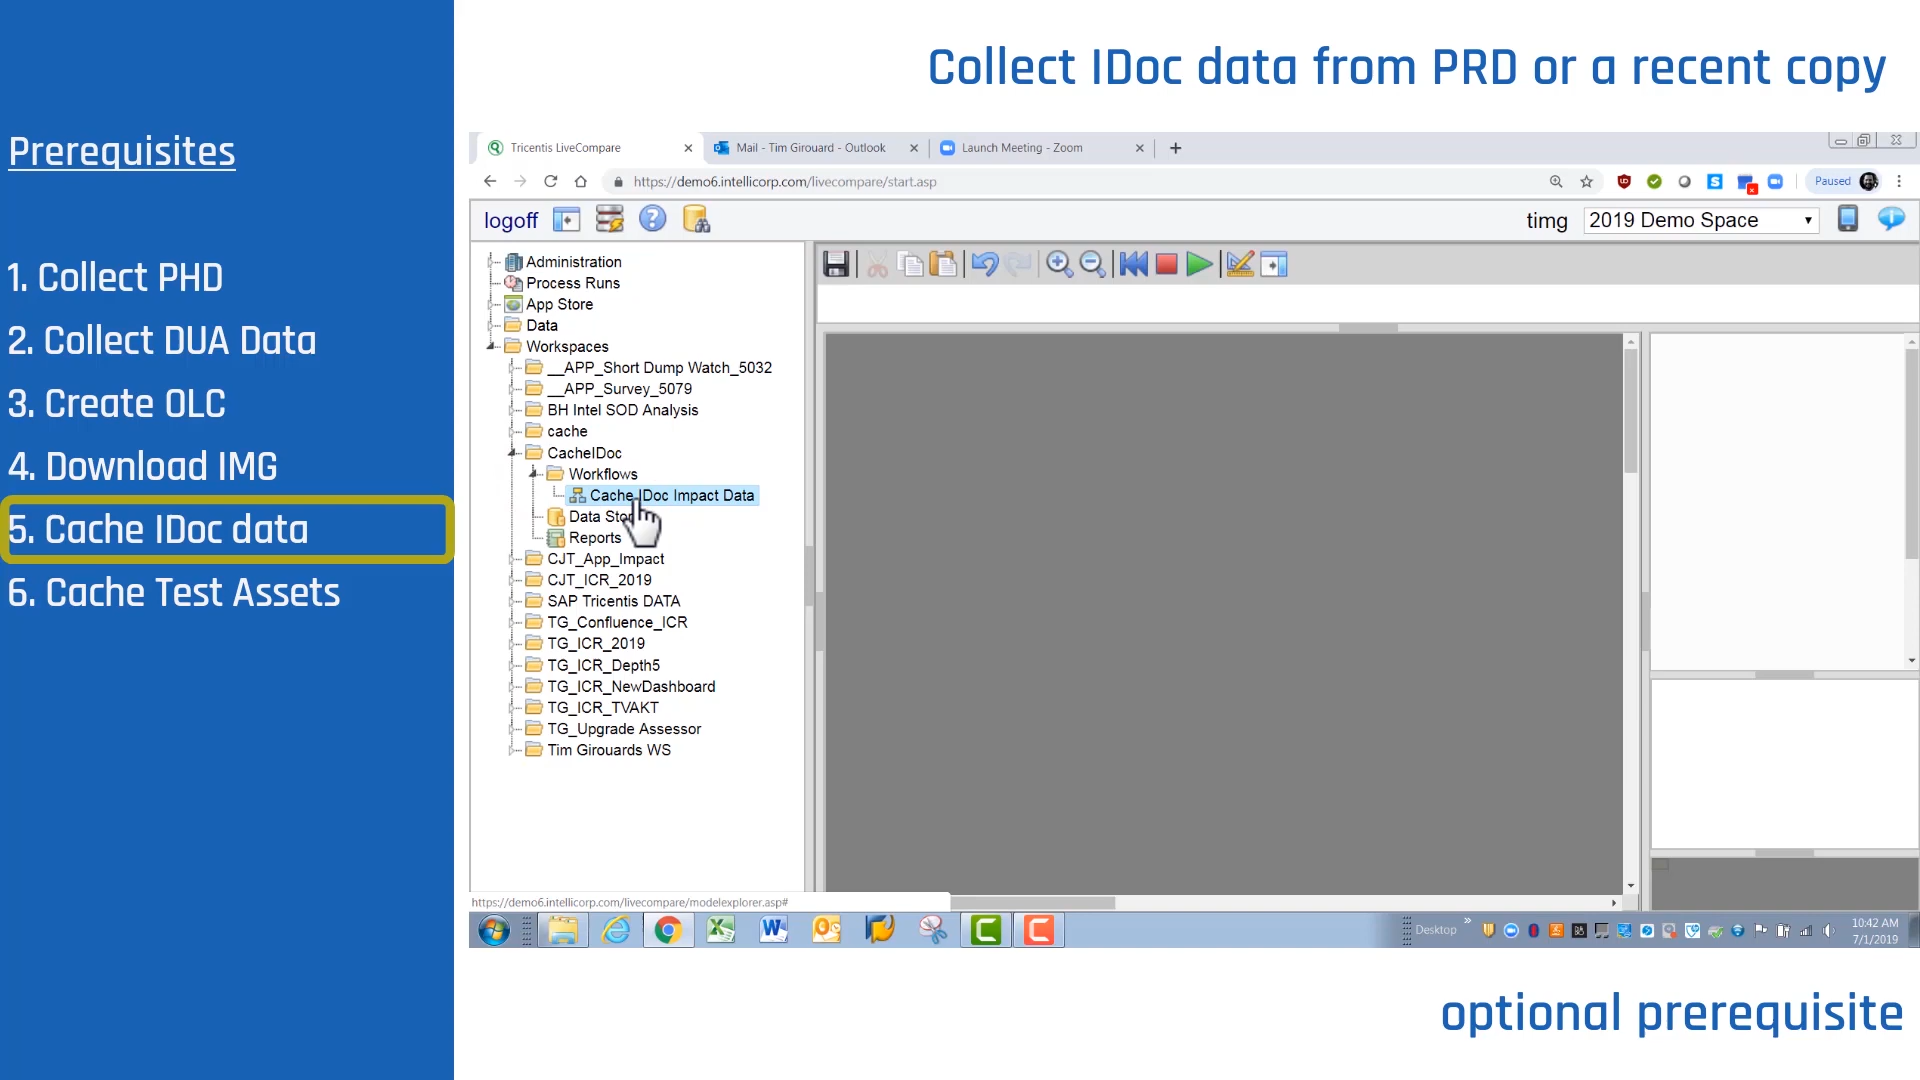 Collect IDoc data from PRD or a recent copy
Prerequisites
1. Collect PHD
2. Collect DUA Data
3. Create OLC
4. Download IMG
5. Cache IDoc data
6. Cache Test Assets
Tricentis LiveCompare
Mail - Tim Girouard - Outlook
Launch Meeting - Zoom
https://demo6.intellicorp.com/livecompare/start.asp
Paused
logoff
timg
2019 Demo Space
Administration
Process Runs
App Store
Data
Workspaces
__APP_Short Dump Watch_5032
__APP_Survey_5079
BH Intel SOD Analysis
cache
CacheIDoc
Workflows
Cache IDoc Impact Data
Data Sto
Reports
CJT_App_Impact
CJT_ICR_2019
SAP Tricentis DATA
TG_Confluence_ICR
TG_ICR_2019
TG_ICR_Depth5
TG_ICR_NewDashboard
TG_ICR_TVAKT
TG_Upgrade Assessor
Tim Girouards WS
https://demo6.intellicorp.com/livecompare/modelexplorer.asp#
Desktop
10:42 AM
7/1/2019
optional prerequisite